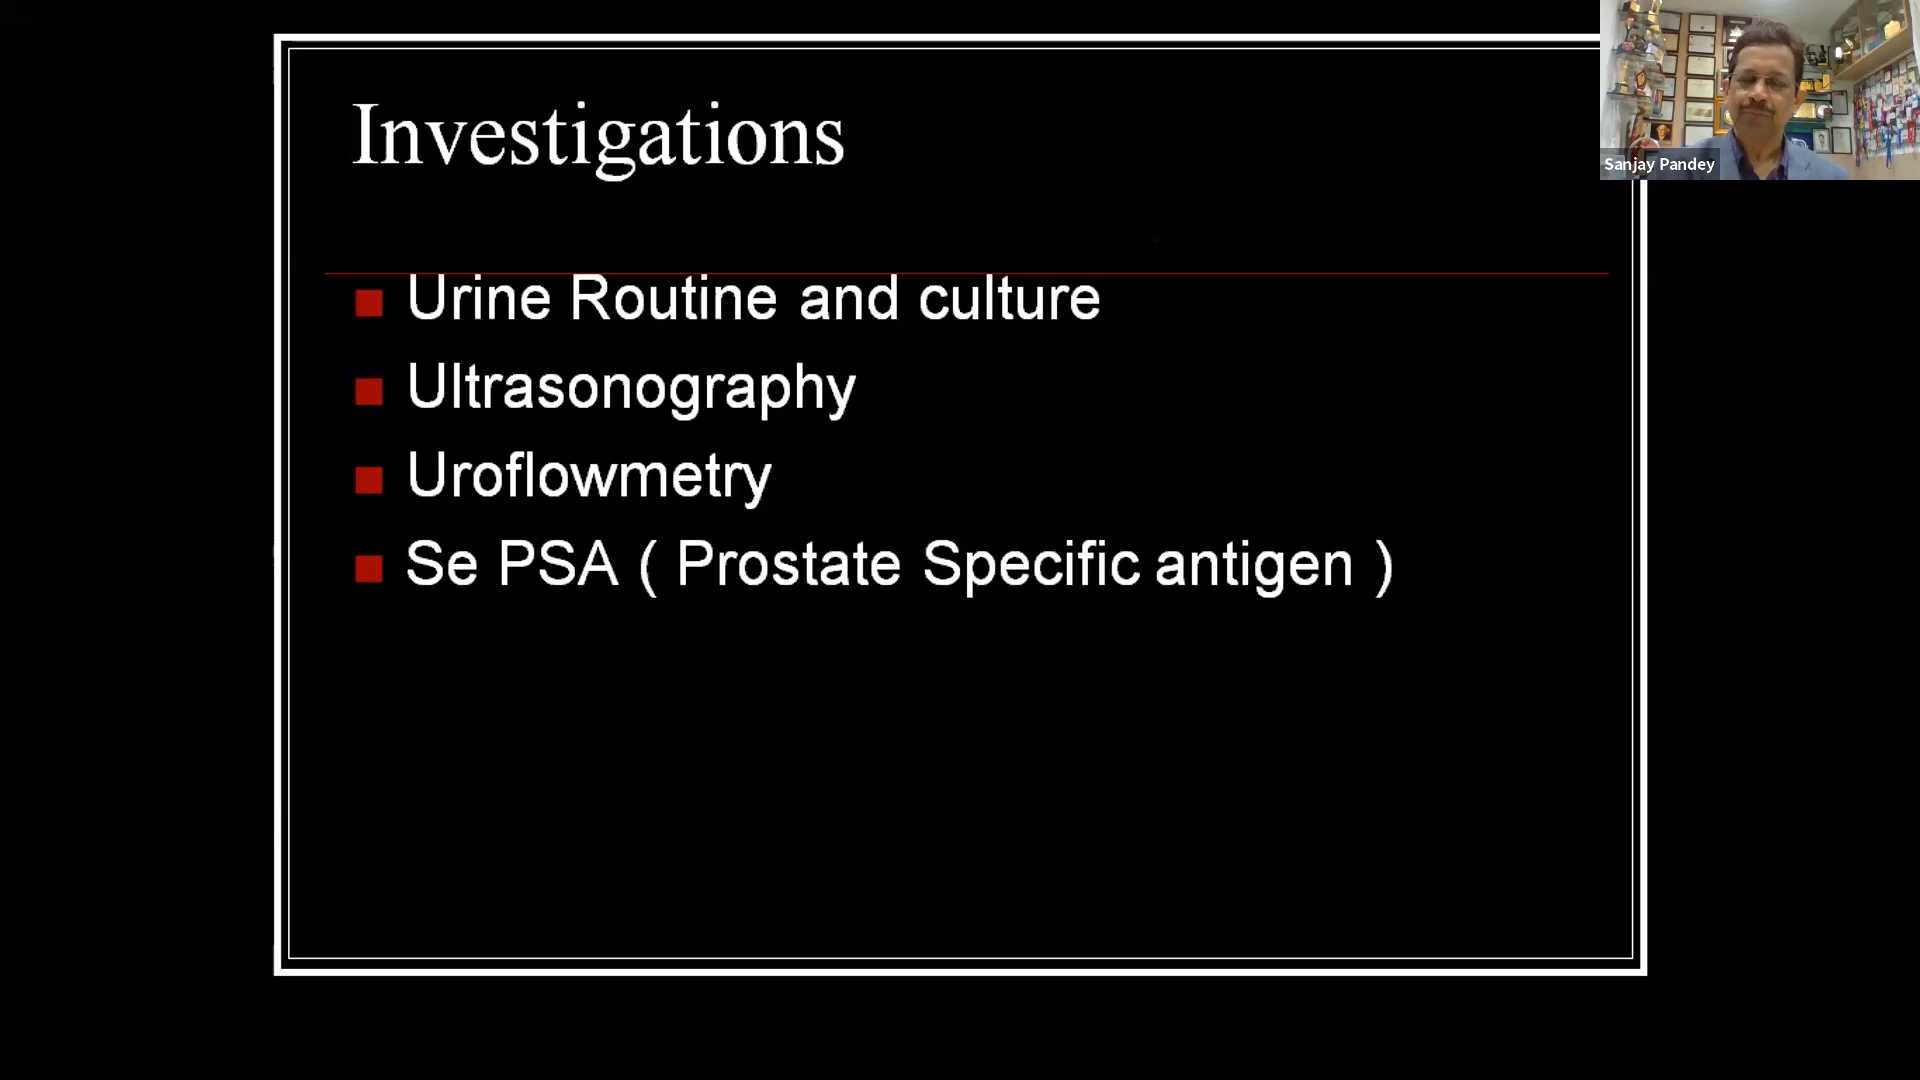 Investigations
Urine Routine and culture
Ultrasonography
Uroflowmetry
Se PSA ( Prostate Specific antigen )
Sanjay Pandey